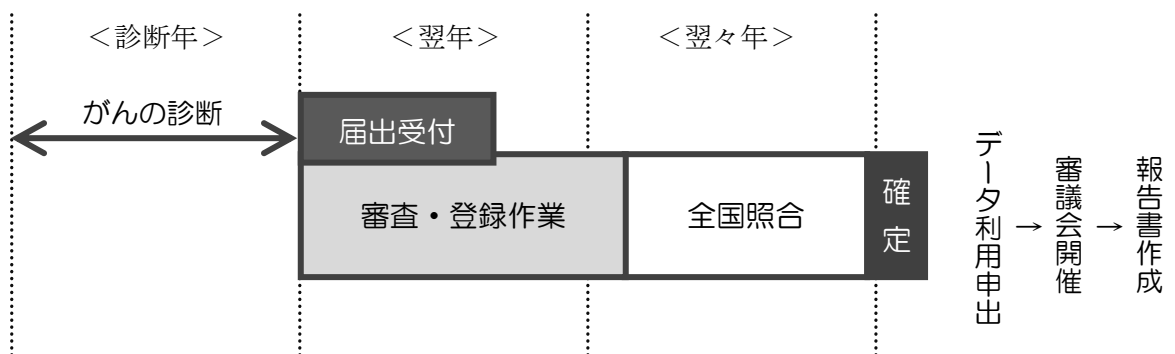 ＜診断年＞
＜翌年＞
＜翌々年＞
がんの診断
届出受付
審査・登録作業
全国照合
確定
データ利用申出
→
審議会開催
→
報告書作成